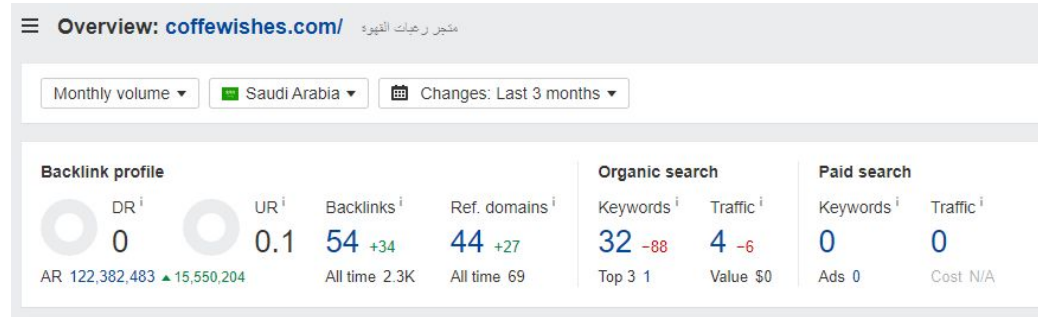 Overview: coffewishes.com/ متجر رغبات القهوة
Monthly volume Saudi Arabia Changes: Last 3 months
Backlink profile Organic search Paid search
DR i UR i Backlinks i Ref. domains i Keywords i Traffic i Keywords i Traffic i
0 0.1 54 +34 44 +27 32 −88 4 −6 0 0
AR 122,382,483 ▲ 15,550,204 All time 2.3K All time 69 Top 3 1 Value $0 Ads 0 Cost N/A